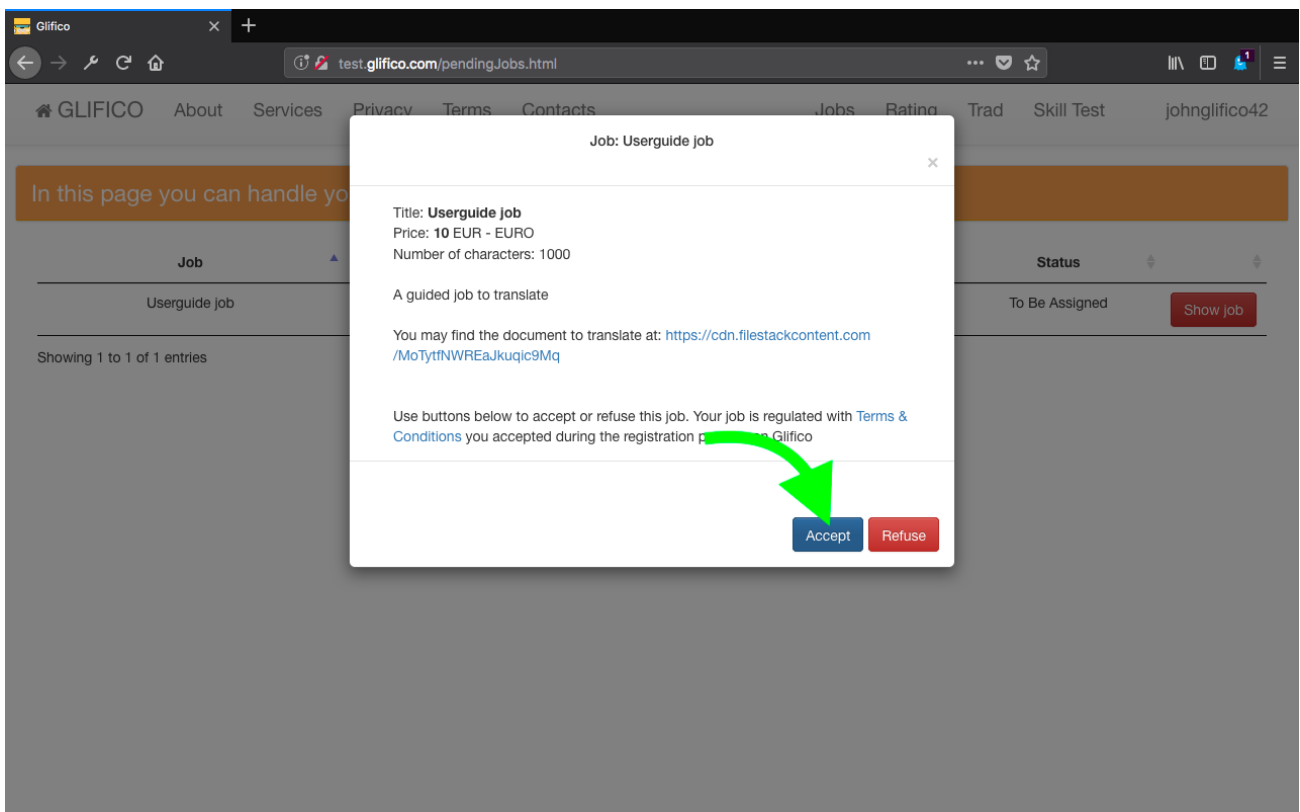 Glifico
test.glifico.com/pendingJobs.html
1
GLIFICO About Services Privacy Terms Contacts Jobs Rating Trad Skill Test johnglifico42
Job: Userguide job
×
In this page you can handle yo
Title: Userguide job
Price: 10 EUR - EURO
Number of characters: 1000
Job Status
A guided job to translate
Userguide job To Be Assigned Show job
You may find the document to translate at: https://cdn.filestackcontent.com
/MoTytfNWREaJkuqic9Mq
Showing 1 to 1 of 1 entries
Use buttons below to accept or refuse this job. Your job is regulated with Terms &
Conditions you accepted during the registration on Glifico
Accept Refuse